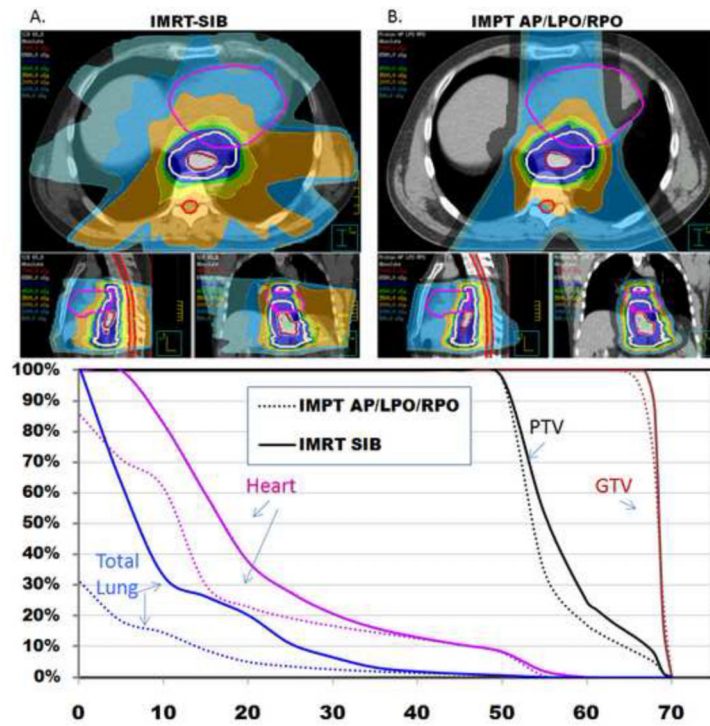 A. IMRT-SIB
B. IMPT AP/LPO/RPO
100%
90%
80%
70%
60%
50%
40%
30%
20%
10%
0%
IMPT AP/LPO/RPO
IMRT SIB
PTV
Heart
GTV
Total
Lung
0 10 20 30 40 50 60 70